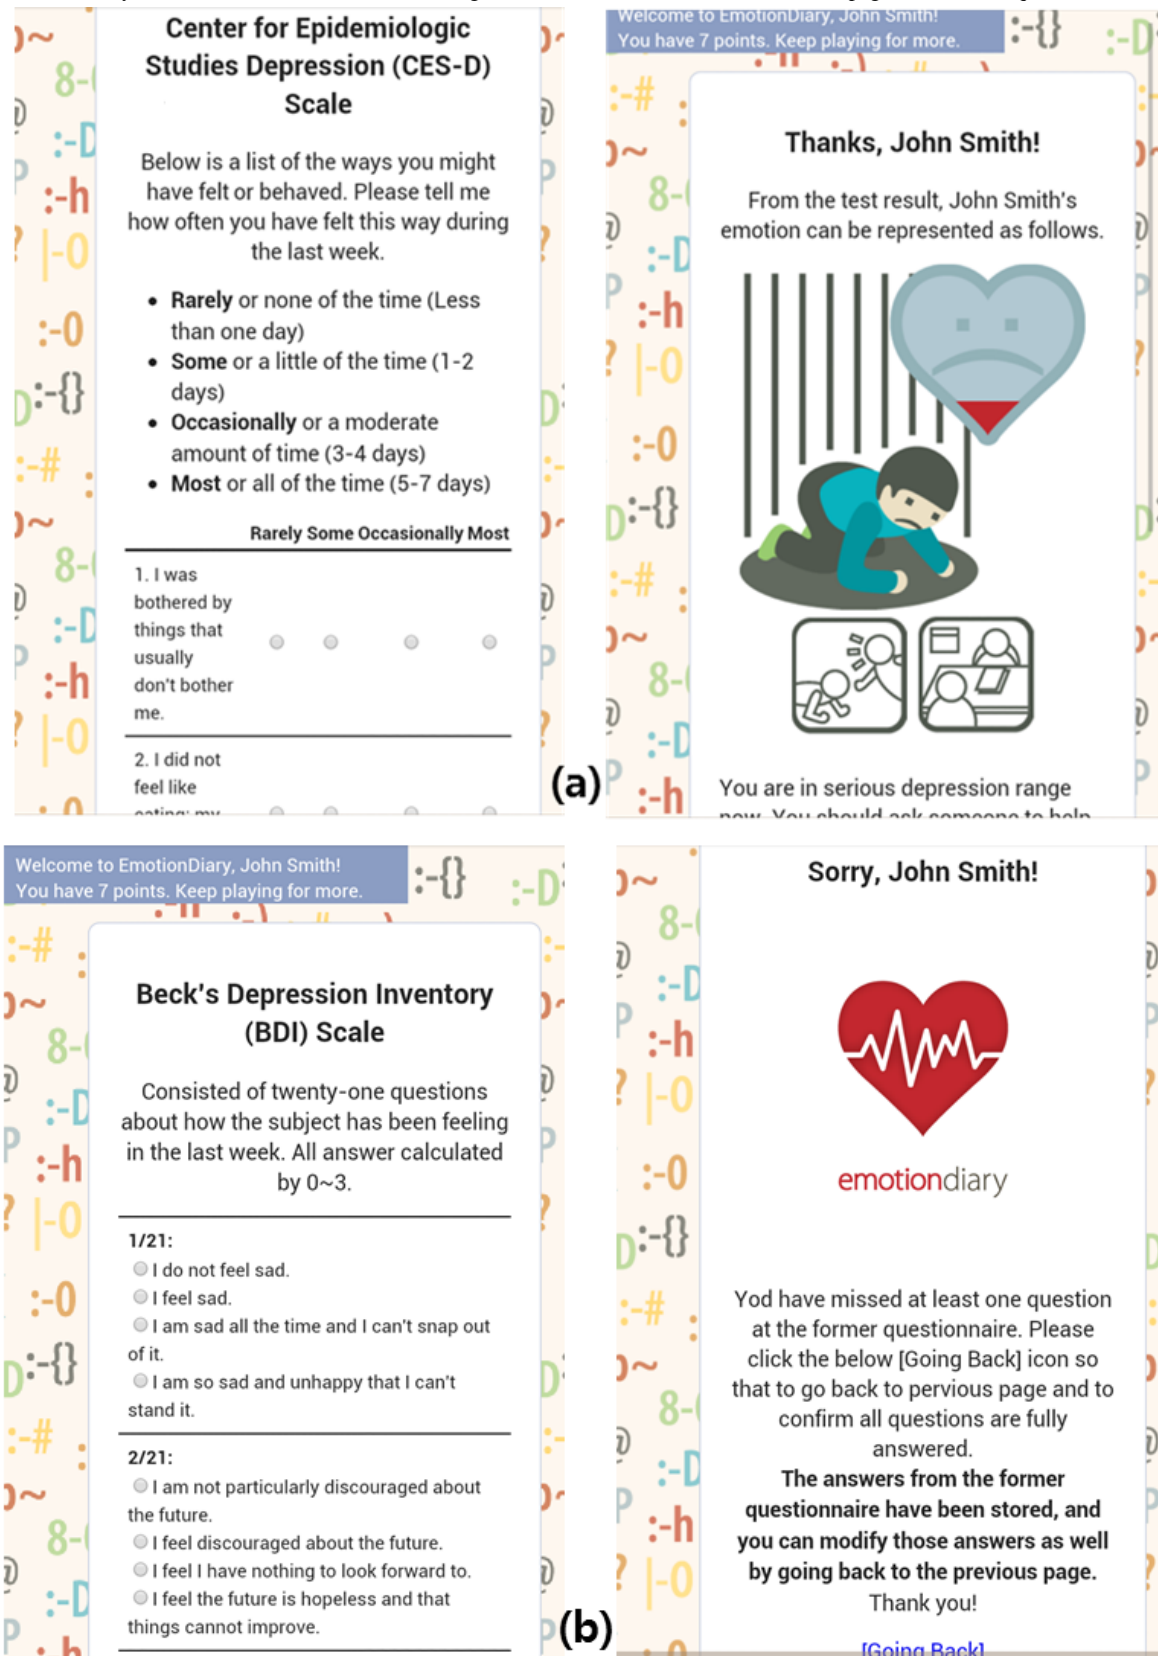 Center for Epidemiologic
Studies Depression (CES-D)
Scale
Below is a list of the ways you might
have felt or behaved. Please tell me
how often you have felt this way during
the last week.
• Rarely or none of the time (Less
than one day)
• Some or a little of the time (1-2
days)
• Occasionally or a moderate
amount of time (3-4 days)
• Most or all of the time (5-7 days)
Rarely Some Occasionally Most
1. I was
bothered by
things that
usually
don't bother
me.
2. I did not
feel like
eating; my
(a)
Welcome to EmotionDiary, John Smith!
You have 7 points. Keep playing for more.
Thanks, John Smith!
From the test result, John Smith's
emotion can be represented as follows.
You are in serious depression range
now. You should ask someone to help
Welcome to EmotionDiary, John Smith!
You have 7 points. Keep playing for more.
Beck's Depression Inventory
(BDI) Scale
Consisted of twenty-one questions
about how the subject has been feeling
in the last week. All answer calculated
by 0~3.
1/21:
I do not feel sad.
I feel sad.
I am sad all the time and I can't snap out
of it.
I am so sad and unhappy that I can't
stand it.
2/21:
I am not particularly discouraged about
the future.
I feel discouraged about the future.
I feel I have nothing to look forward to.
I feel the future is hopeless and that
things cannot improve.
(b)
Sorry, John Smith!
emotiondiary
Yod have missed at least one question
at the former questionnaire. Please
click the below [Going Back] icon so
that to go back to pervious page and to
confirm all questions are fully
answered.
The answers from the former
questionnaire have been stored, and
you can modify those answers as well
by going back to the previous page.
Thank you!
[Going Back]